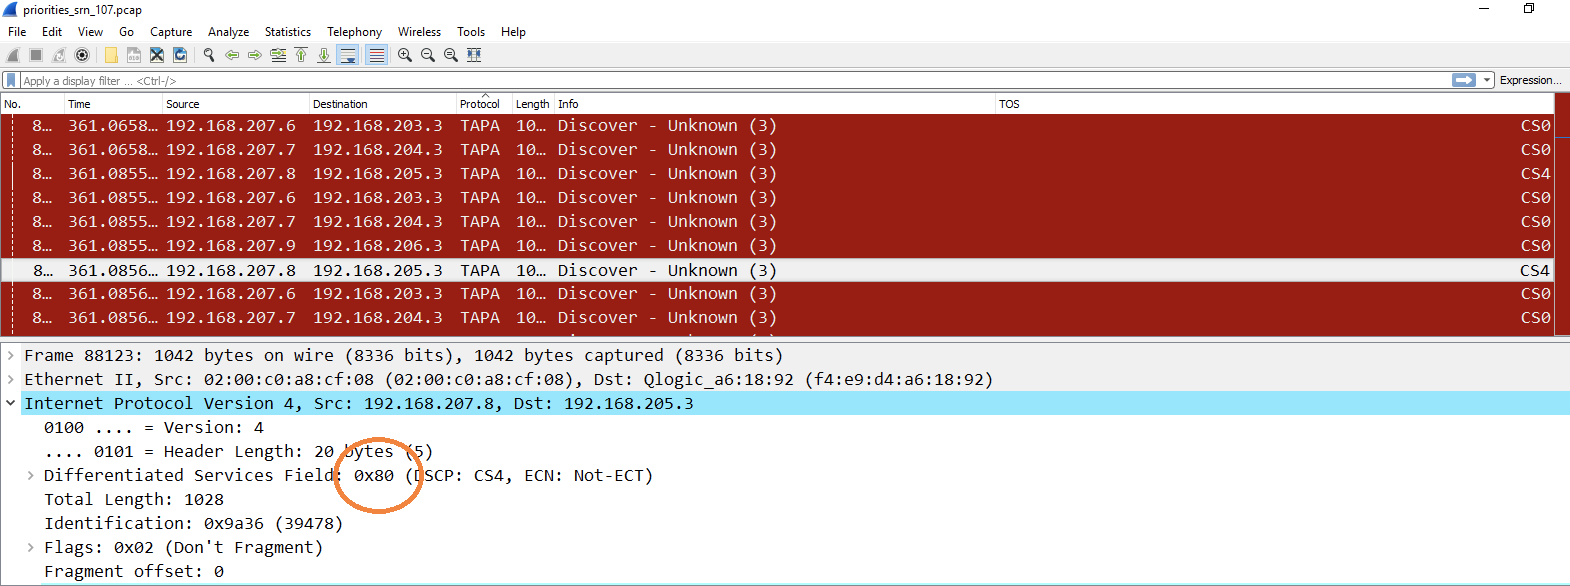 priorities_srn_107.pcap
File Edit View Go Capture Analyze Statistics Telephony Wireless Tools Help
Apply a display filter ... <Ctrl-/> Expression...
No. Time Source Destination Protocol Length Info TOS
8... 361.0658... 192.168.207.6 192.168.203.3 TAPA 10... Discover - Unknown (3) CS0
8... 361.0658... 192.168.207.7 192.168.204.3 TAPA 10... Discover - Unknown (3) CS0
8... 361.0855... 192.168.207.8 192.168.205.3 TAPA 10... Discover - Unknown (3) CS4
8... 361.0855... 192.168.207.6 192.168.203.3 TAPA 10... Discover - Unknown (3) CS0
8... 361.0855... 192.168.207.7 192.168.204.3 TAPA 10... Discover - Unknown (3) CS0
8... 361.0855... 192.168.207.9 192.168.206.3 TAPA 10... Discover - Unknown (3) CS0
8... 361.0856... 192.168.207.8 192.168.205.3 TAPA 10... Discover - Unknown (3) CS4
8... 361.0856... 192.168.207.6 192.168.203.3 TAPA 10... Discover - Unknown (3) CS0
8... 361.0856... 192.168.207.7 192.168.204.3 TAPA 10... Discover - Unknown (3) CS0
Frame 88123: 1042 bytes on wire (8336 bits), 1042 bytes captured (8336 bits)
Ethernet II, Src: 02:00:c0:a8:cf:08 (02:00:c0:a8:cf:08), Dst: Qlogic_a6:18:92 (f4:e9:d4:a6:18:92)
Internet Protocol Version 4, Src: 192.168.207.8, Dst: 192.168.205.3
0100 .... = Version: 4
.... 0101 = Header Length: 20 bytes (5)
Differentiated Services Field: 0x80 (DSCP: CS4, ECN: Not-ECT)
Total Length: 1028
Identification: 0x9a36 (39478)
Flags: 0x02 (Don't Fragment)
Fragment offset: 0